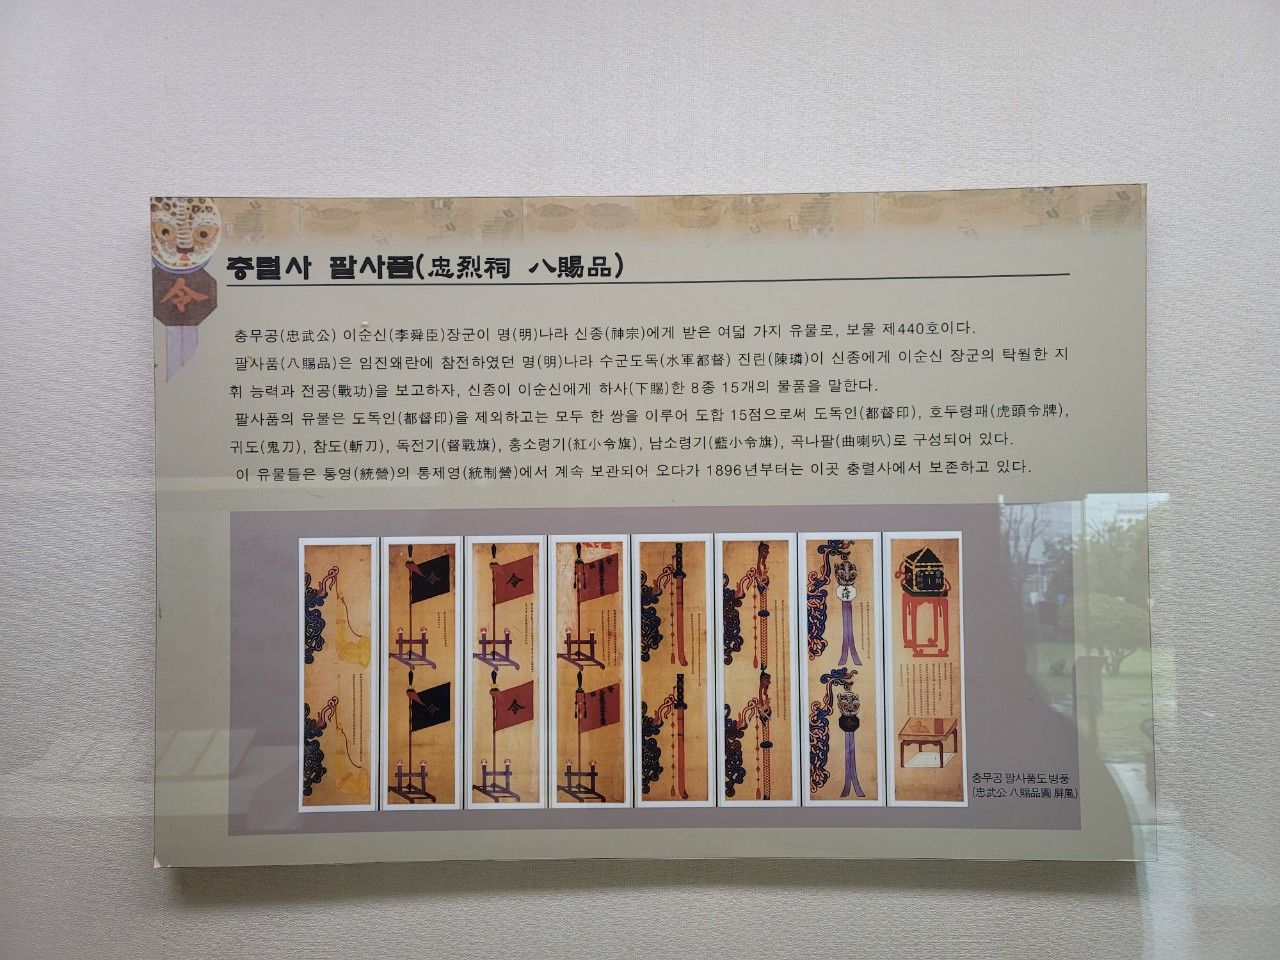 충렬사 팔사품(忠烈祠 八賜品)
충무공(忠武公) 이순신(李舜臣)장군이 명(明)나라 신종(神宗)에게 받은 여덟 가지 유물로, 보물 제440호이다.
팔사품(八賜品)은 임진왜란에 참전하였던 명(明)나라 수군도독(水軍都督) 진린(陳璘)이 신종에게 이순신 장군의 탁월한 지
휘 능력과 전공(戰功)을 보고하자, 신종이 이순신에게 하사(下賜)한 8종 15개의 물품을 말한다.
팔사품의 유물은 도독인(都督印)을 제외하고는 모두 한 쌍을 이루어 도합 15점으로써 도독인(都督印), 호두령패(虎頭令牌),
귀도(鬼刀), 참도(斬刀), 독전기(督戰旗), 홍소령기(紅小令旗), 남소령기(藍小令旗), 곡나팔(曲喇叭)로 구성되어 있다.
이 유물들은 통영(統營)의 통제영(統制營)에서 계속 보관되어 오다가 1896년부터는 이곳 충렬사에서 보존하고 있다.
令
令
令
令
令
충무공 팔사품도 병풍
(忠武公 八賜品圖 屛風)